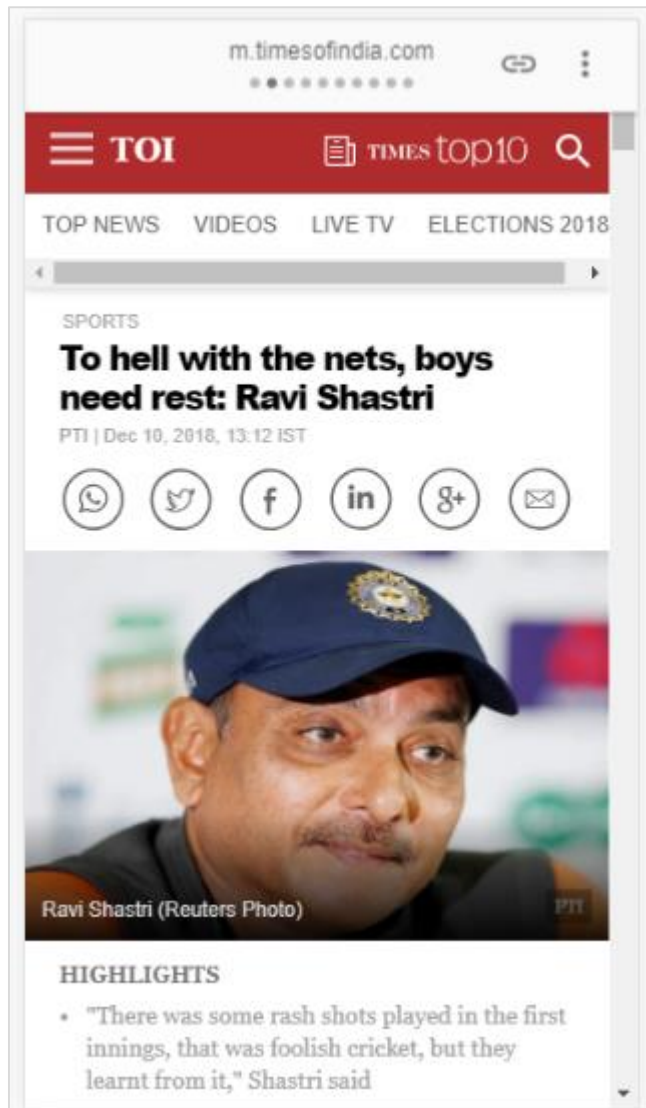 m.timesofindia.com
TOI TIMES top10
TOP NEWS VIDEOS LIVE TV ELECTIONS 2018
SPORTS
To hell with the nets, boys
need rest: Ravi Shastri
PTI | Dec 10, 2018, 13:12 IST
f in g+
Ravi Shastri (Reuters Photo) PTI
HIGHLIGHTS
• "There was some rash shots played in the first
innings, that was foolish cricket, but they
learnt from it," Shastri said